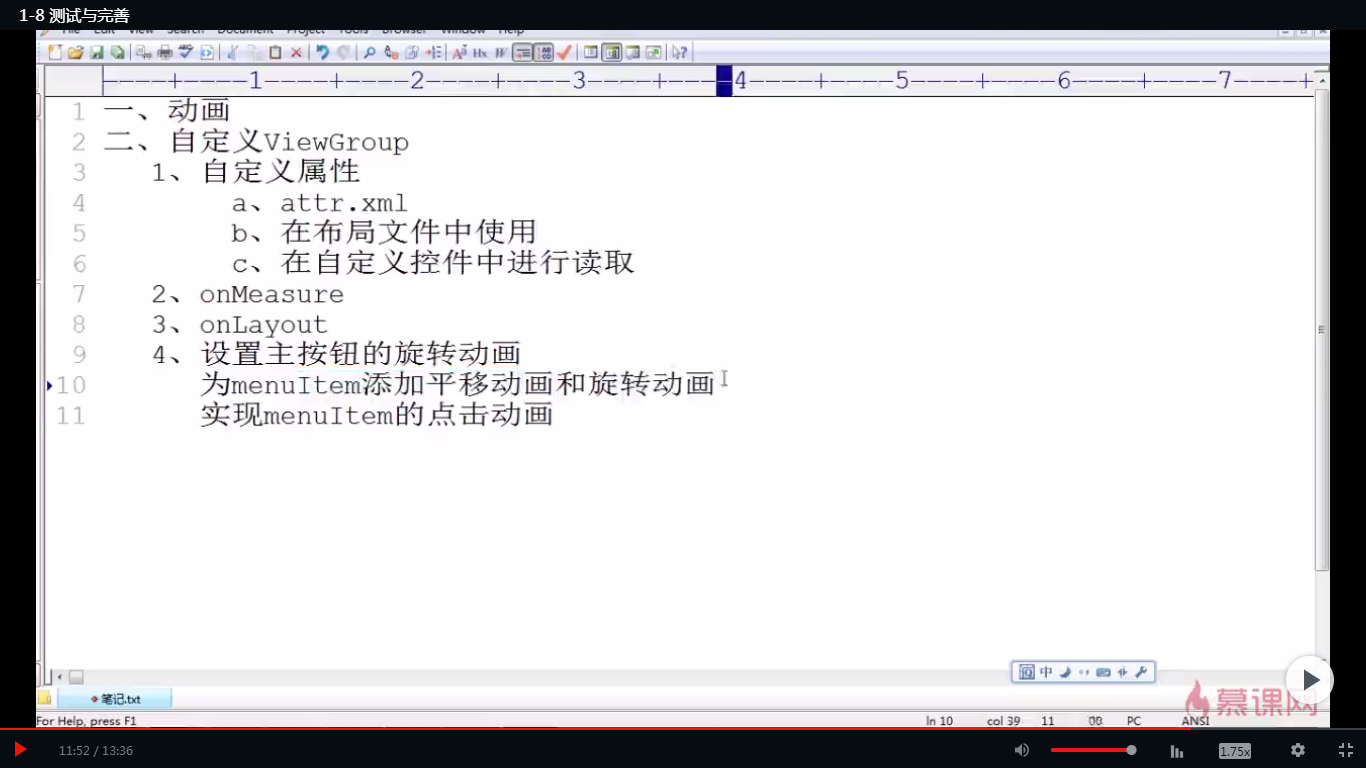 1-8 测试与完善
File Edit View Search Document Project Tools Browser Window Help
----+----1----+----2----+----3----+----4----+----5----+----6----+----7----+
1 一、动画
2 二、自定义ViewGroup
3 1、自定义属性
4 a、attr.xml
5 b、在布局文件中使用
6 c、在自定义控件中进行读取
7 2、onMeasure
8 3、onLayout
9 4、设置主按钮的旋转动画
10 为menuItem添加平移动画和旋转动画
11 实现menuItem的点击动画
中
笔记.txt
慕课网
For Help, press F1 ln 10 col 39 11 00 PC ANSI
11:52 / 13:36 1.75x